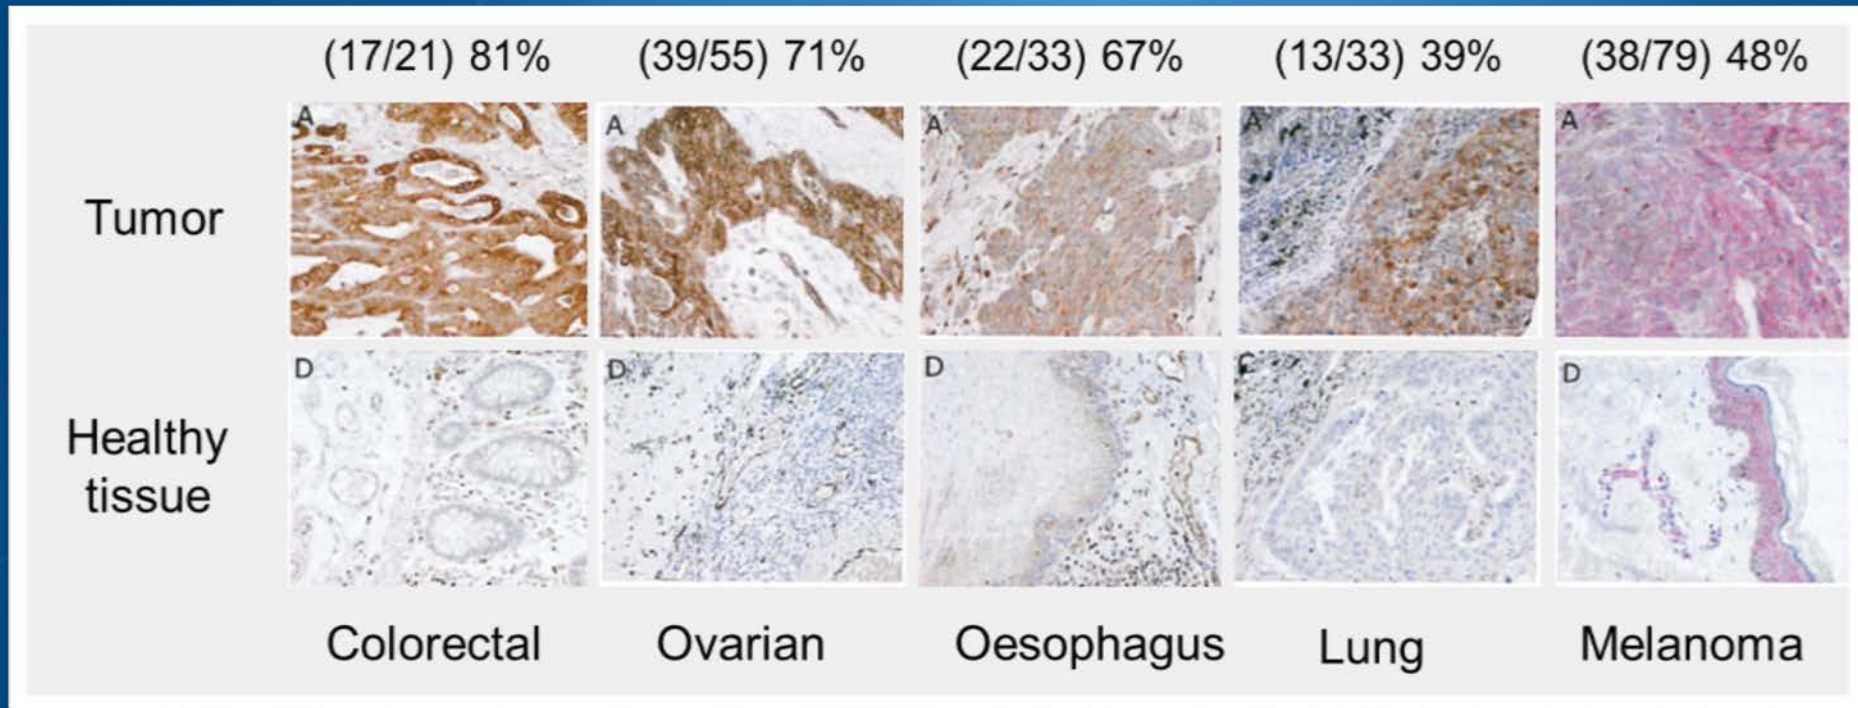 (17/21) 81% (39/55) 71% (22/33) 67% (13/33) 39% (38/79) 48%
A A A A A
Tumor
D D D C D
Healthy
tissue
Colorectal Ovarian Oesophagus Lung Melanoma